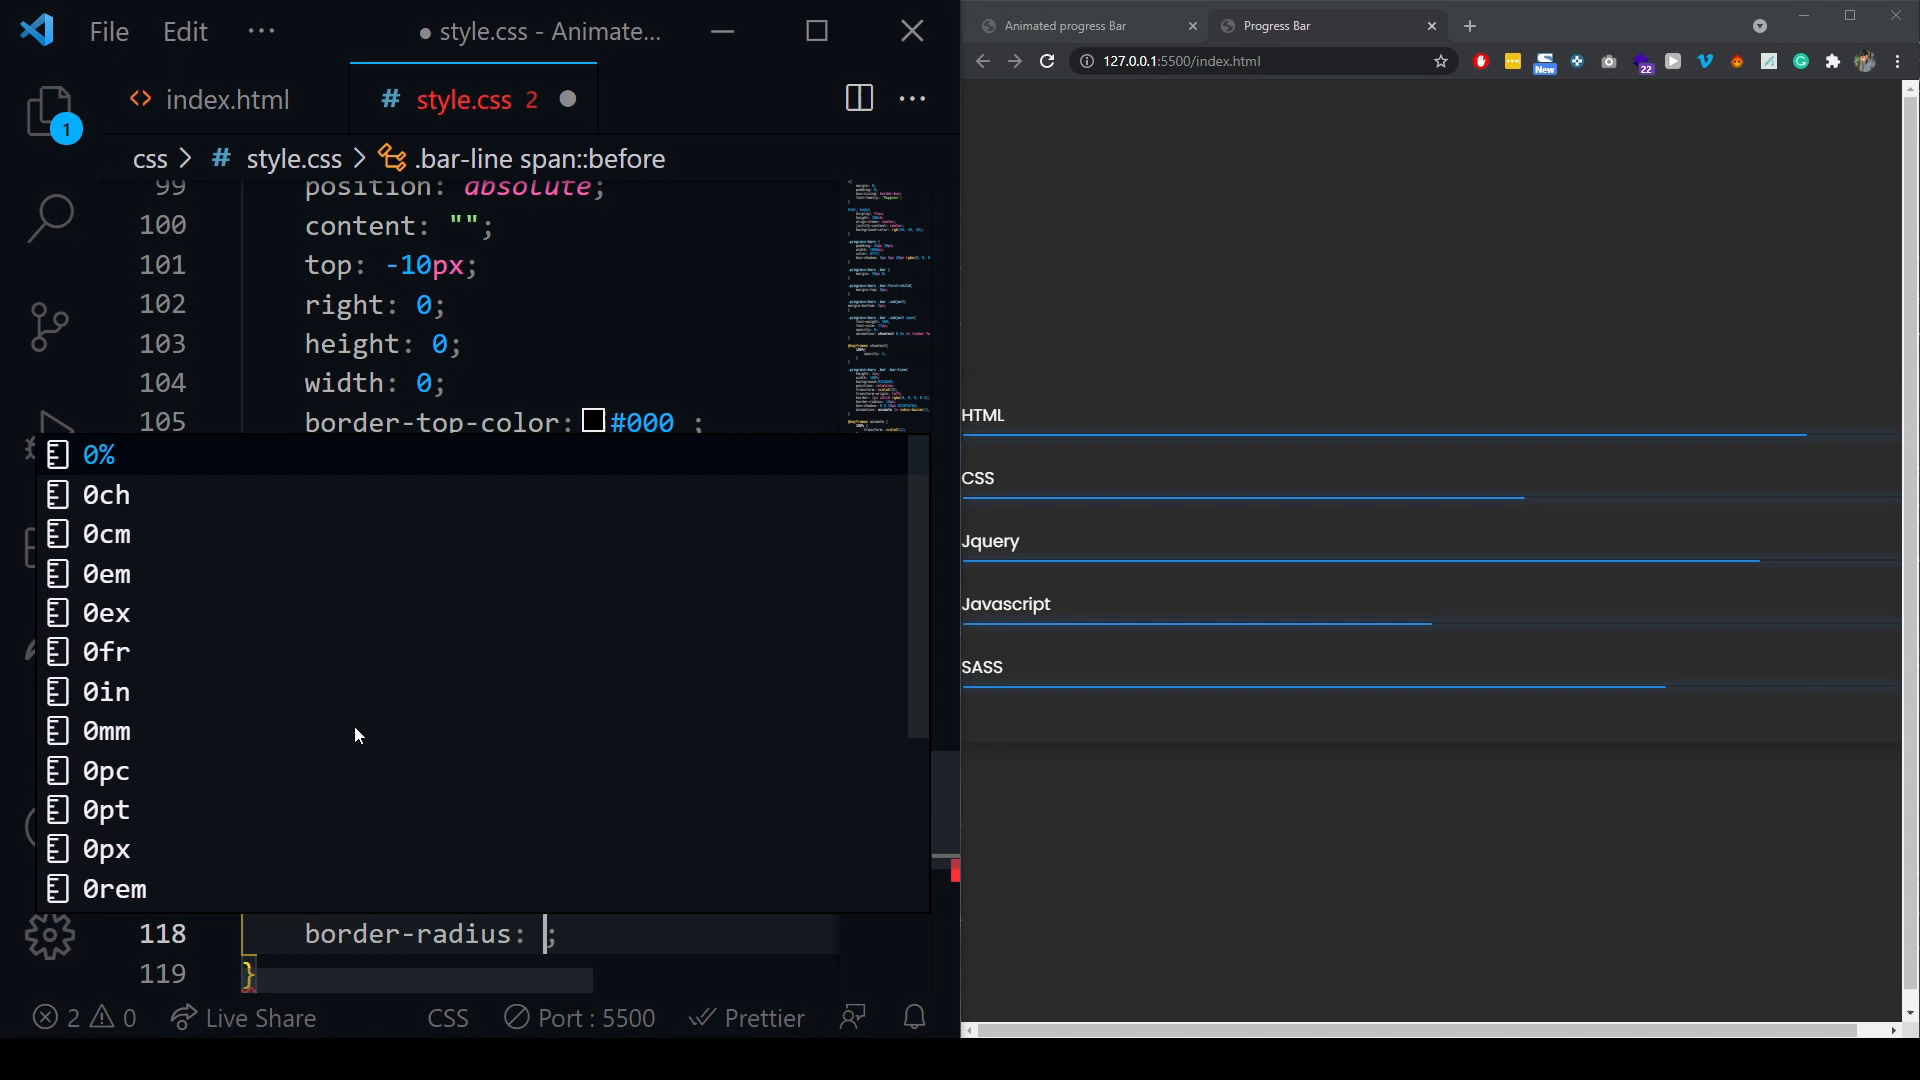 File Edit ··· ● style.css - Animate...
index.html
# style.css 2 ●
css > # style.css > .bar-line span::before
99 position: absolute;
100 content: "";
101 top: -10px;
102 right: 0;
103 height: 0;
104 width: 0;
105 border-top-color: #000 ;
0%
0ch
0cm
0em
0ex
0fr
0in
0mm
0pc
0pt
0px
0rem
118 border-radius: ;
119 }
1
2 0 Live Share CSS Port : 5500 Prettier
Animated progress Bar
Progress Bar
127.0.0.1:5500/index.html
New
22
HTML
CSS
Jquery
Javascript
SASS